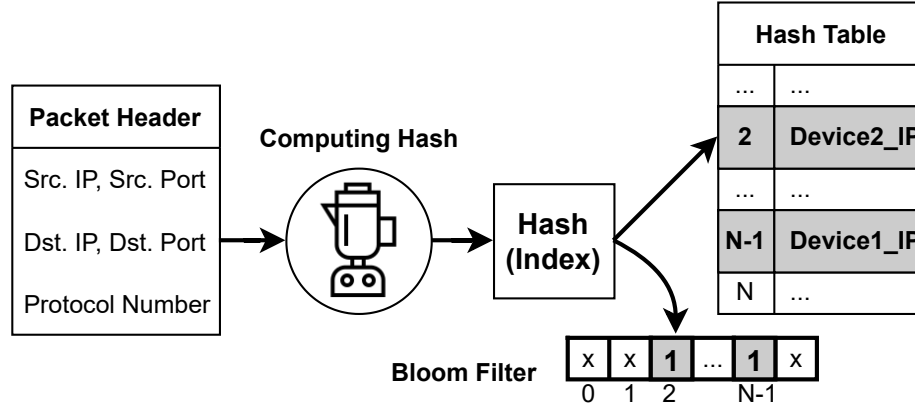 Hash Table
... ...
2 Device2_IP
... ...
N-1 Device1_IP
N ...
Packet Header
Src. IP, Src. Port
Dst. IP, Dst. Port
Protocol Number
Computing Hash
Hash
(Index)
Bloom Filter
x x 1 ... 1 x
0 1 2 N-1